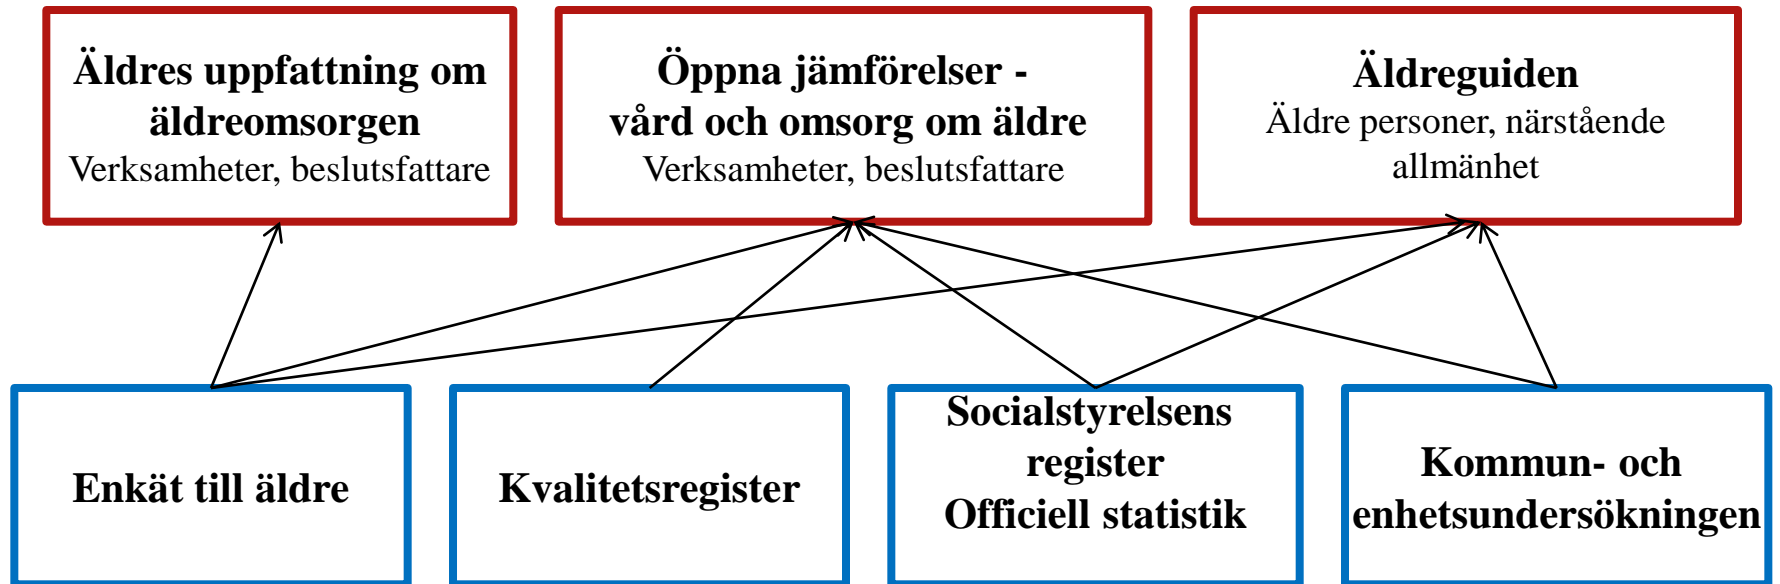 Äldres uppfattning om
äldreomsorgen
Verksamheter, beslutsfattare
Öppna jämförelser -
vård och omsorg om äldre
Verksamheter, beslutsfattare
Äldreguiden
Äldre personer, närstående
allmänhet
Enkät till äldre
Kvalitetsregister
Socialstyrelsens
register
Officiell statistik
Kommun- och
enhetsundersökningen